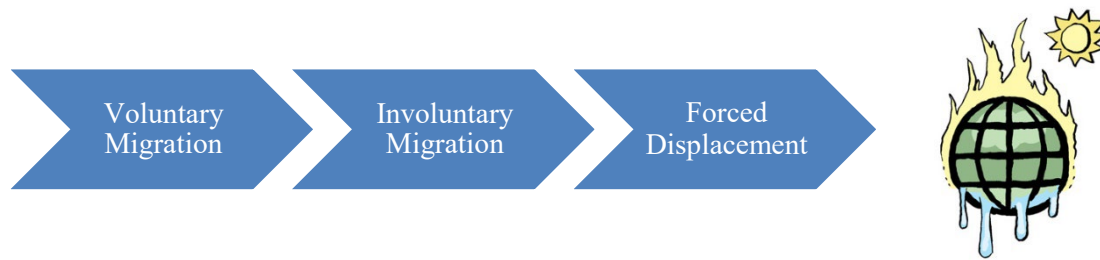 Voluntary
Migration
Involuntary
Migration
Forced
Displacement